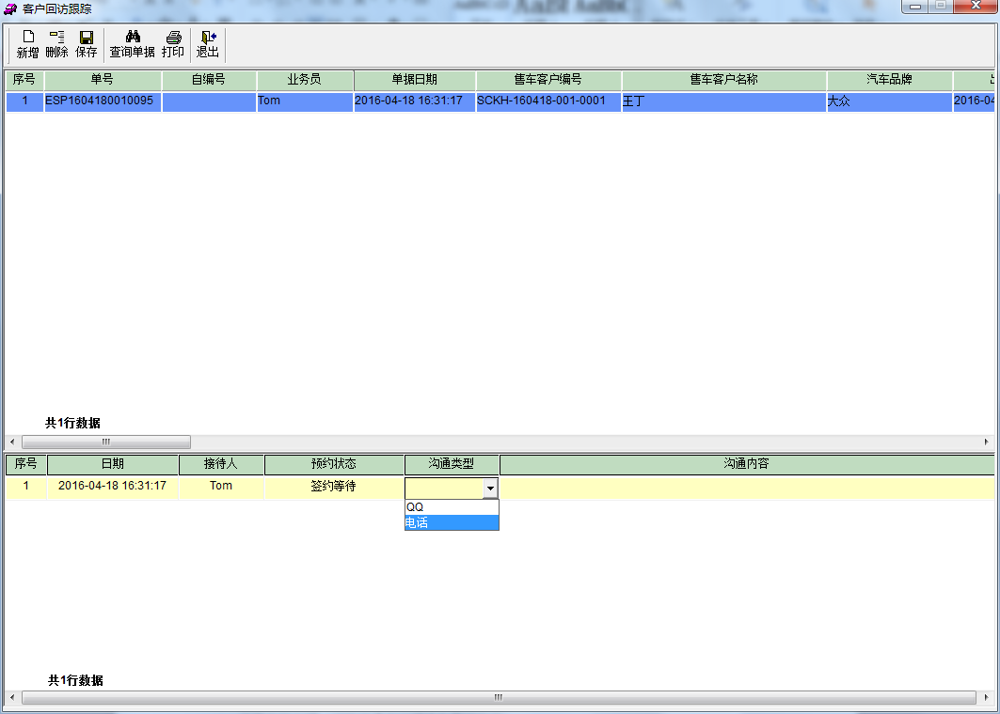 客户回访跟踪
新增 删除 保存 查询单据 打印 退出
序号 单号 自编号 业务员 单据日期 售车客户编号 售车客户名称 汽车品牌
1 ESP1604180010095 Tom 2016-04-18 16:31:17 SCKH-160418-001-0001 王丁 大众 2016-04
共1行数据
序号 日期 接待人 预约状态 沟通类型 沟通内容
1 2016-04-18 16:31:17 Tom 签约等待
QQ
电话
共1行数据